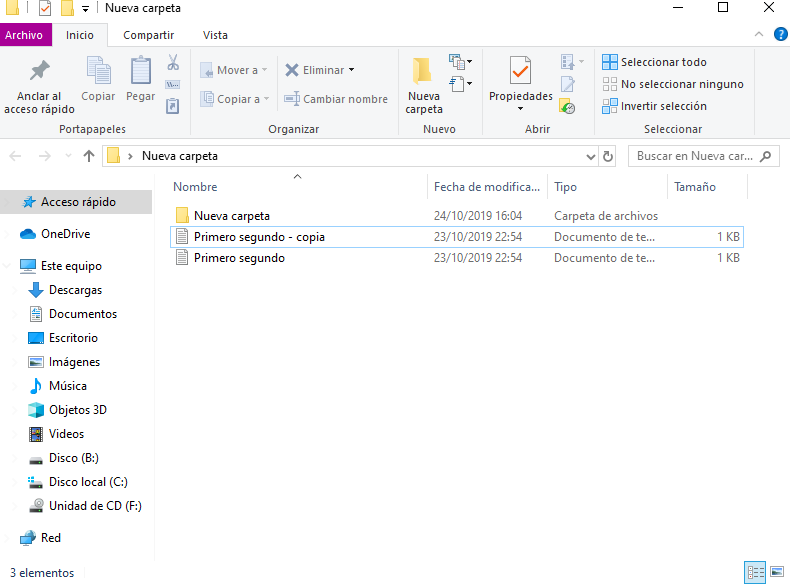 Nueva carpeta
Archivo Inicio Compartir Vista
Anclar al acceso rápido
Copiar
Pegar
Portapapeles
Mover a
Copiar a
Eliminar
Cambiar nombre
Organizar
Nueva carpeta
Nuevo
Propiedades
Abrir
Seleccionar todo
No seleccionar ninguno
Invertir selección
Seleccionar
Nueva carpeta
Buscar en Nueva car...
Acceso rápido
OneDrive
Este equipo
Descargas
Documentos
Escritorio
Imágenes
Música
Objetos 3D
Videos
Disco (B:)
Disco local (C:)
Unidad de CD (F:)
Red
Nombre Fecha de modifica... Tipo Tamaño
Nueva carpeta 24/10/2019 16:04 Carpeta de archivos
Primero segundo - copia 23/10/2019 22:54 Documento de te... 1 KB
Primero segundo 23/10/2019 22:54 Documento de te... 1 KB
3 elementos